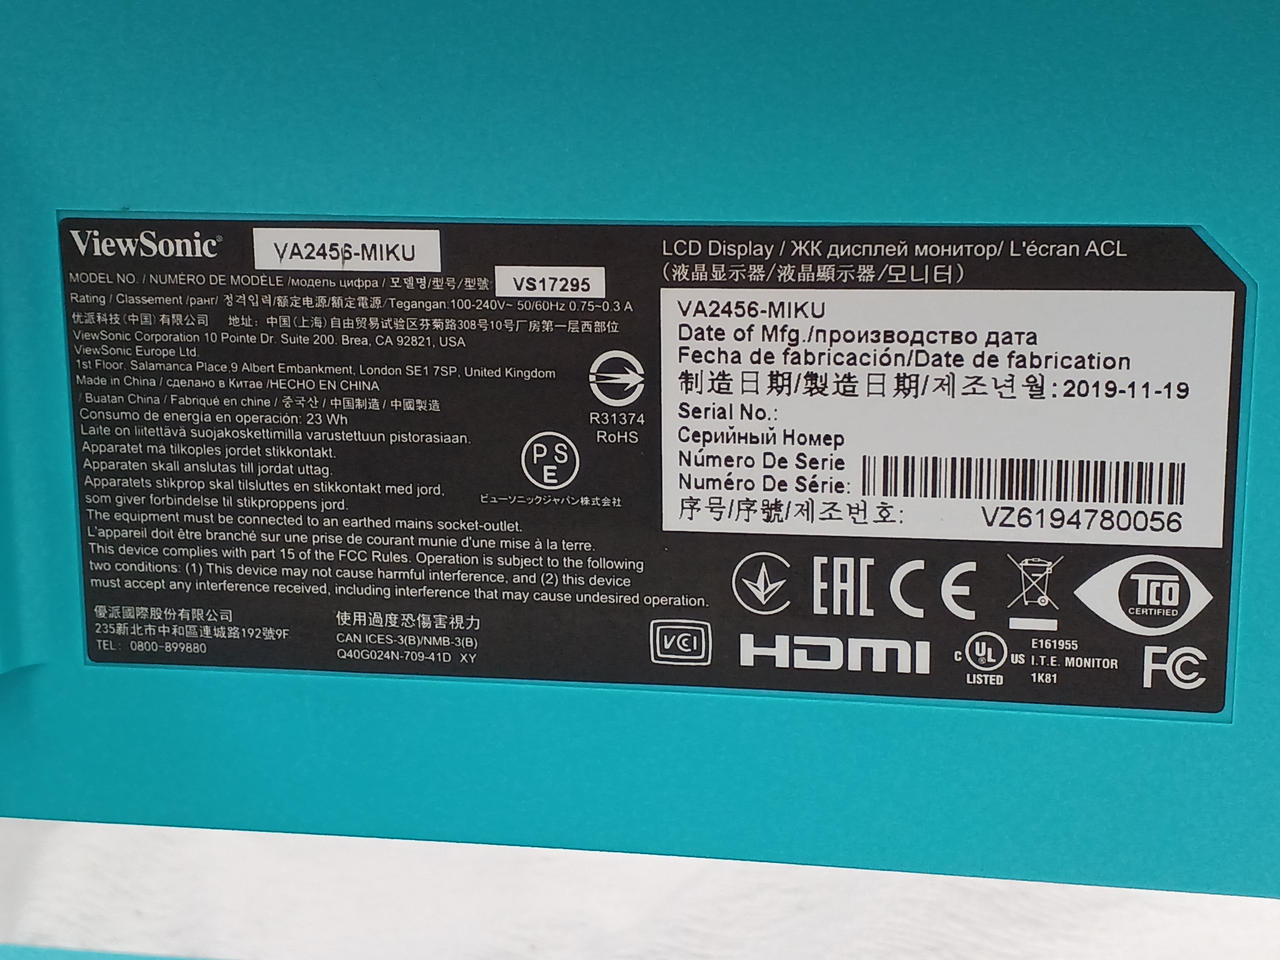 ViewSonic®
VA2456-MIKU
MODEL NO. / NUMÉRO DE MODÈLE /модель цифра / 모델명/型号/型號 VS17295
Rating / Classement /ранг/ 정격입력/额定电源/額定電源/Tegangan:100-240V~ 50/60Hz 0.75~0.3 A
优派科技(中国)有限公司 地址: 中国(上海)自由贸易试验区芬菊路308号10号厂房第一层西部位
ViewSonic Corporation 10 Pointe Dr. Suite 200. Brea, CA 92821, USA
ViewSonic Europe Ltd.
1st Floor, Salamanca Place,9 Albert Embankment, London SE1 7SP, United Kingdom
Made in China / сделано в Китае /HECHO EN CHINA
/ Buatan China / Fabriqué en chine / 중국산 / 中国制造 / 中國製造
Consumo de energía en operación: 23 Wh
Laite on liitettävä suojakoskettimilla varustettuun pistorasiaan.
Apparatet må tilkoples jordet stikkontakt.
Apparaten skall anslutas till jordat uttag.
Apparatets stikprop skal tilsluttes en stikkontakt med jord,
som giver forbindelse til stikproppens jord.
The equipment must be connected to an earthed mains socket-outlet.
L'appareil doit être branché sur une prise de courant munie d'une mise à la terre.
This device complies with part 15 of the FCC Rules. Operation is subject to the following
two conditions: (1) This device may not cause harmful interference, and (2) this device
must accept any interference received, including interference that may cause undesired operation.
優派國際股份有限公司
235新北市中和區連城路192號9F
TEL: 0800-899880
使用過度恐傷害視力
CAN ICES-3(B)/NMB-3(B)
Q40G024N-709-41D XY
R31374
RoHS
PSE
ビューソニックジャパン株式会社
LCD Display / ЖК дисплей монитор/ L'écran ACL
(液晶显示器/液晶顯示器/모니터)
VA2456-MIKU
Date of Mfg./производство дата
Fecha de fabricación/Date de fabrication
制造日期/製造日期/제조년월:2019-11-19
Serial No.:
Серийный Номер
Número De Serie
Numéro De Série:
序号/序號/제조번호: VZ6194780056
EAC CE TCO CERTIFIED
VCCI HDMI
c UL US LISTED
E161955
I.T.E. MONITOR
1K81
FC